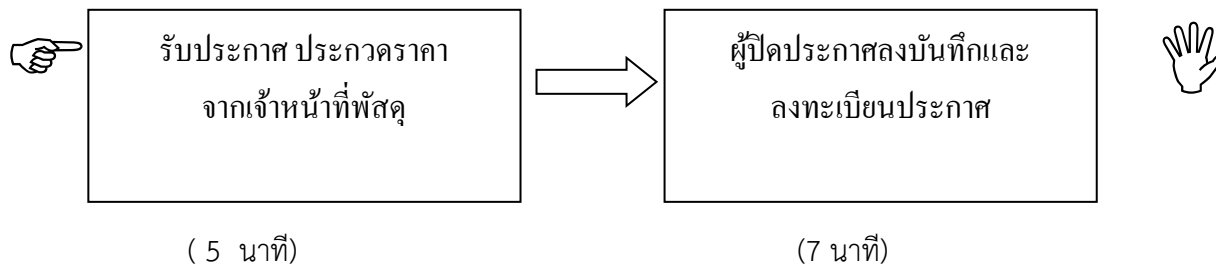 รับประกาศ ประกวดราคา
จากเจ้าหน้าที่พัสดุ
ผู้ปิดประกาศลงบันทึกและ
ลงทะเบียนประกาศ
( 5 นาที)
(7 นาที)